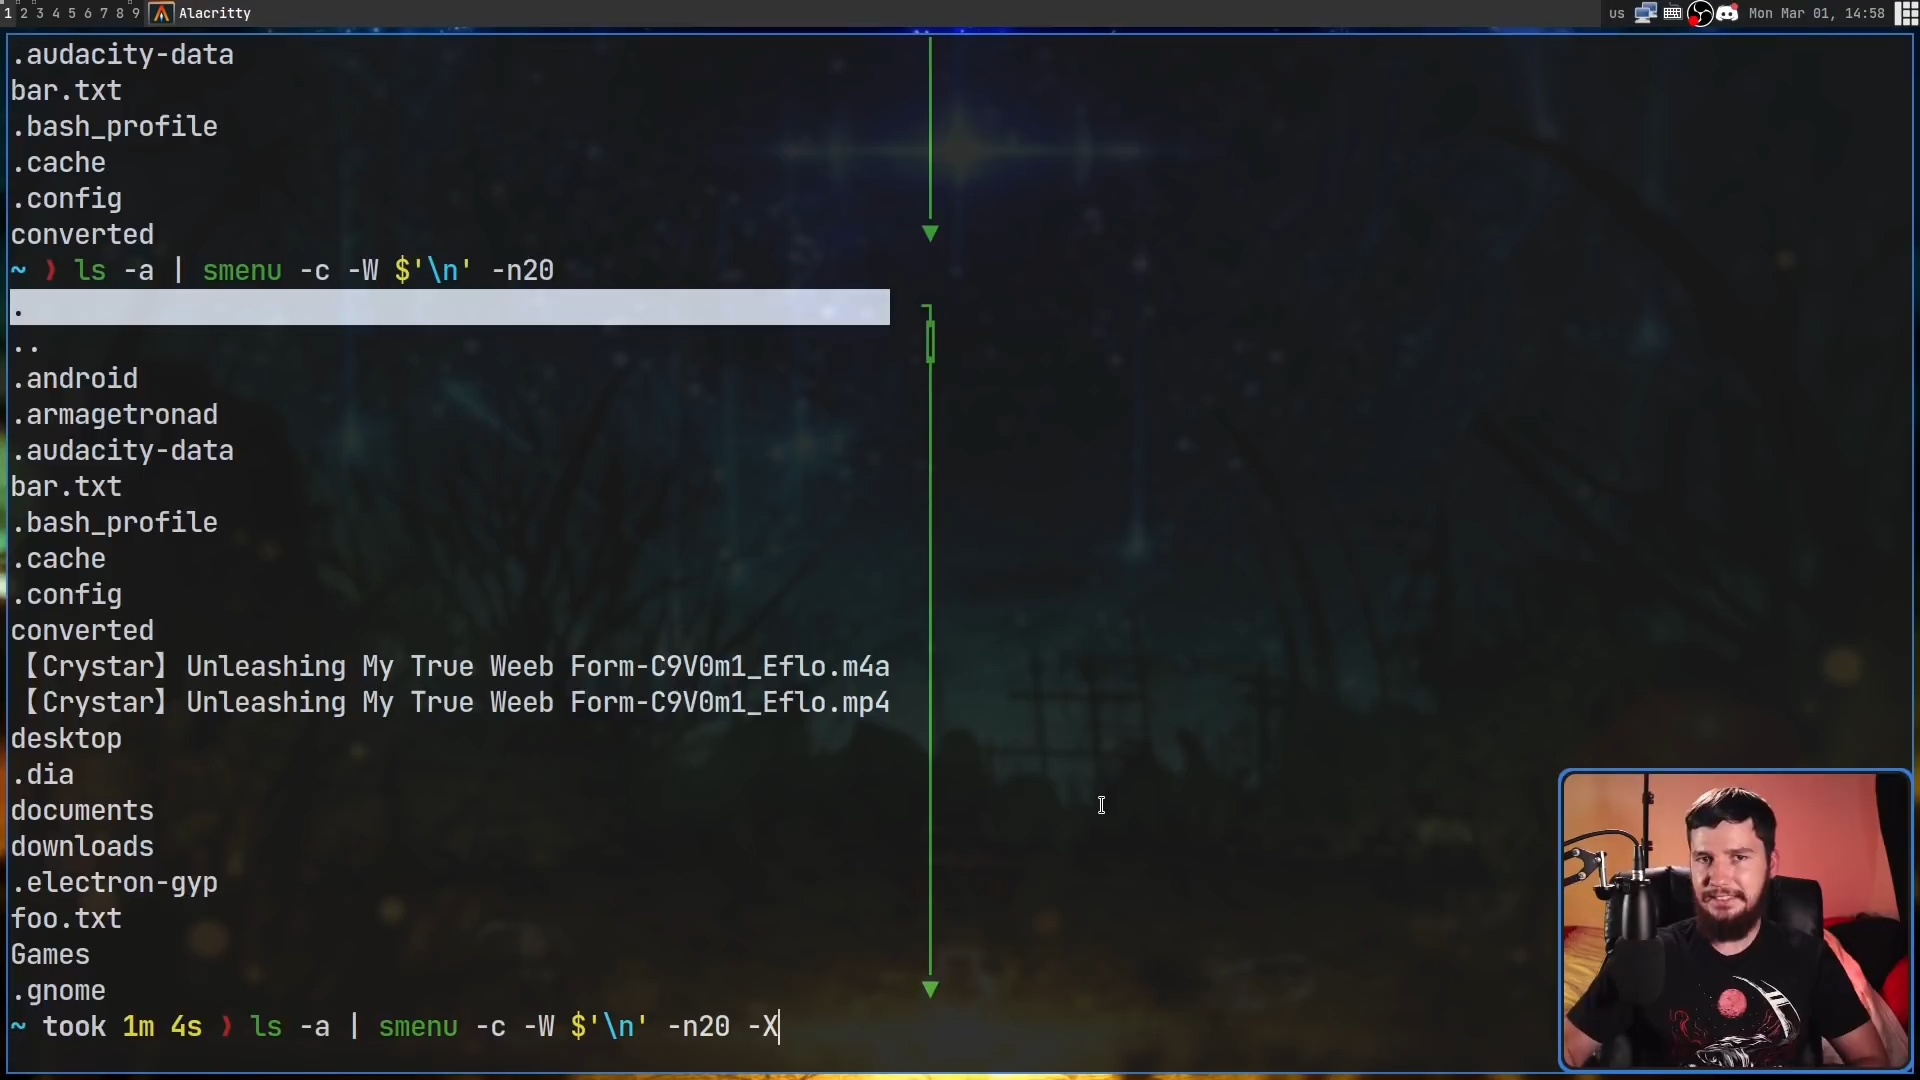 1 2 3 4 5 6 7 8 9 Alacritty us Mon Mar 01, 14:58
.audacity-data
bar.txt
.bash_profile
.cache
.config
converted
~ ❯ ls -a | smenu -c -W $'\n' -n20
.
..
.android
.armagetronad
.audacity-data
bar.txt
.bash_profile
.cache
.config
converted
【Crystar】Unleashing My True Weeb Form-C9V0m1_Eflo.m4a
【Crystar】Unleashing My True Weeb Form-C9V0m1_Eflo.mp4
desktop
.dia
documents
downloads
.electron-gyp
foo.txt
Games
.gnome
~ took 1m 4s ❯ ls -a | smenu -c -W $'\n' -n20 -X